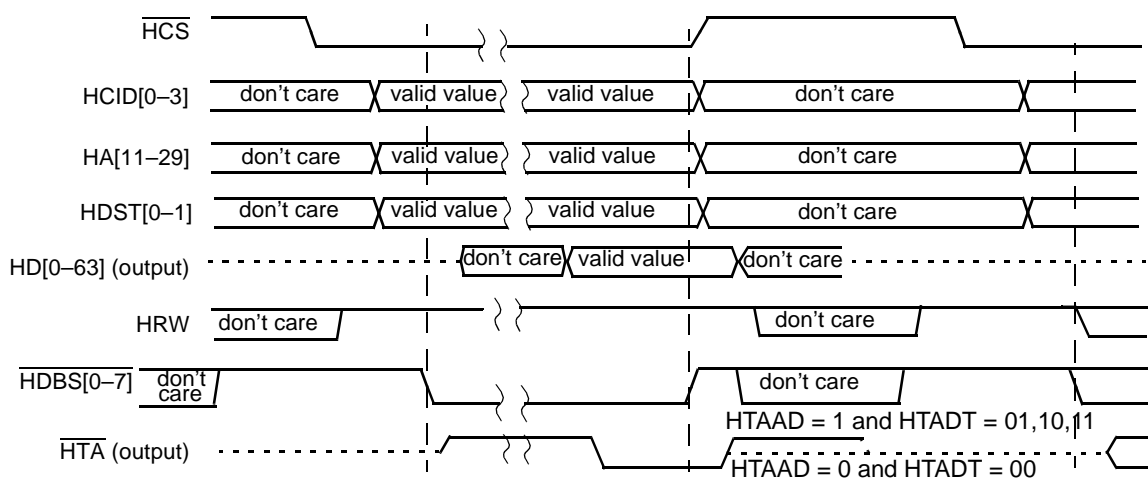 HCS
HCID[0–3] don't care valid value valid value don't care
HA[11–29] don't care valid value valid value don't care
HDST[0–1] don't care valid value valid value don't care
HD[0–63] (output) don't care valid value don't care
HRW don't care don't care
HDBS[0–7] don't care don't care
HTAAD = 1 and HTADT = 01,10,11
HTA (output)
HTAAD = 0 and HTADT = 00